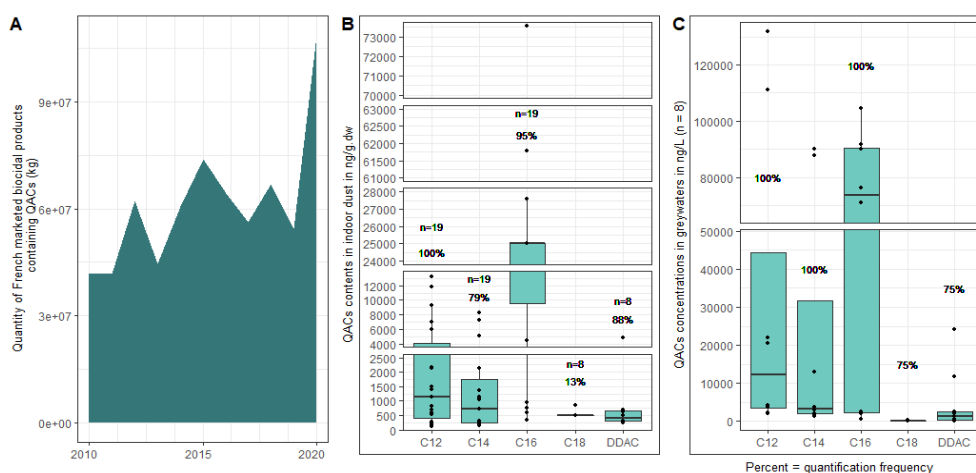 A
Quantity of French marketed biocidal products
containing QACs (kg)
9e+07
6e+07
3e+07
0e+00
2010
2015
2020
B
QACs contents in indoor dust in ng/g.dw
73000
72000
71000
70000
63000
62500
62000
61500
61000
28000
27000
26000
25000
24000
12000
10000
8000
6000
4000
2500
2000
1500
1000
500
0
n=19
100%
n=19
79%
n=19
95%
n=8
13%
n=8
88%
C12
C14
C16
C18
DDAC
C
QACs concentrations in greywaters in ng/L (n = 8)
120000
100000
80000
50000
40000
30000
20000
10000
0
100%
100%
100%
75%
75%
C12
C14
C16
C18
DDAC
Percent = quantification frequency